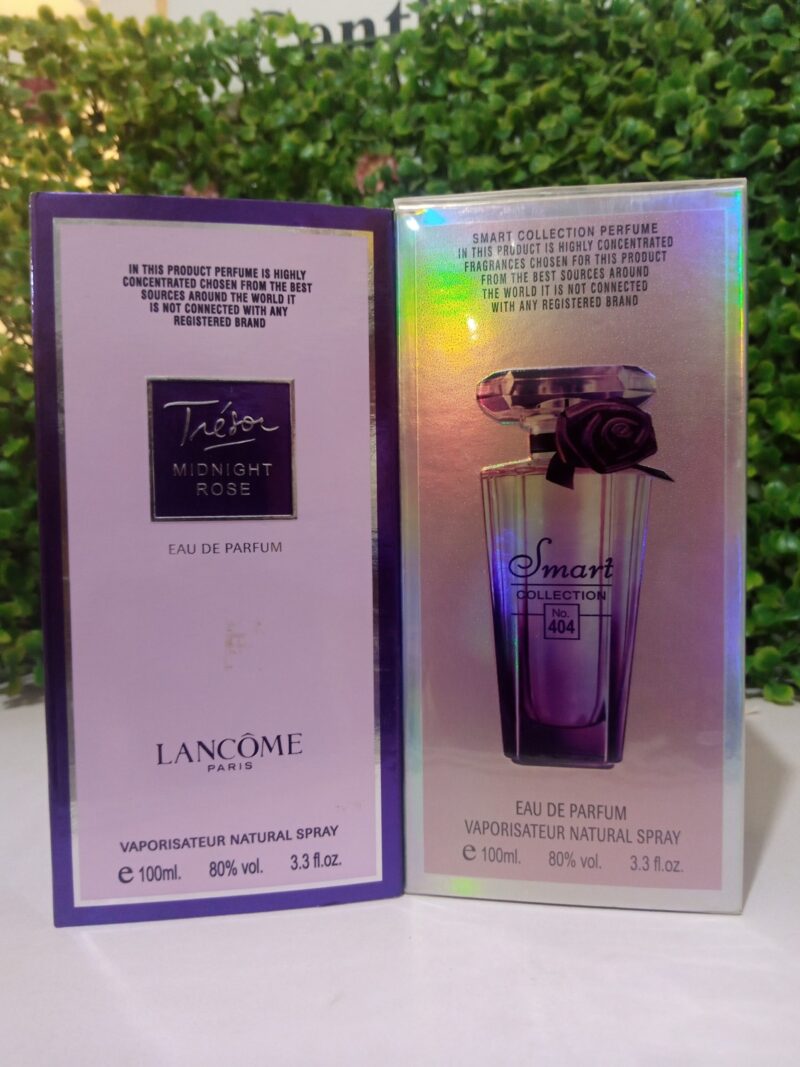 IN THIS PRODUCT PERFUME IS HIGHLY
CONCENTRATED CHOSEN FROM THE BEST
SOURCES AROUND THE WORLD IT
IS NOT CONNECTED WITH ANY
REGISTERED BRAND
Trésor
MIDNIGHT
ROSE
EAU DE PARFUM
LANCÔME
PARIS
VAPORISATEUR NATURAL SPRAY
e 100ml. 80% vol. 3.3 fl.oz.
SMART COLLECTION PERFUME
IN THIS PRODUCT IS HIGHLY CONCENTRATED
FRAGRANCES CHOSEN FOR THIS PRODUCT
FROM THE BEST SOURCES AROUND
THE WORLD IT IS NOT CONNECTED
WITH ANY REGISTERED BRAND
Smart
COLLECTION
No.
404
EAU DE PARFUM
VAPORISATEUR NATURAL SPRAY
e 100ml. 80% vol. 3.3 fl.oz.